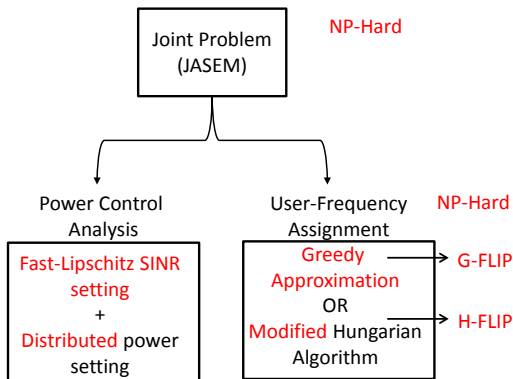 Joint Problem
(JASEM)
NP-Hard
Power Control
Analysis
Fast-Lipschitz SINR
setting
+
Distributed power
setting
User-Frequency
Assignment
NP-Hard
Greedy
Approximation
OR
Modified Hungarian
Algorithm
G-FLIP
H-FLIP